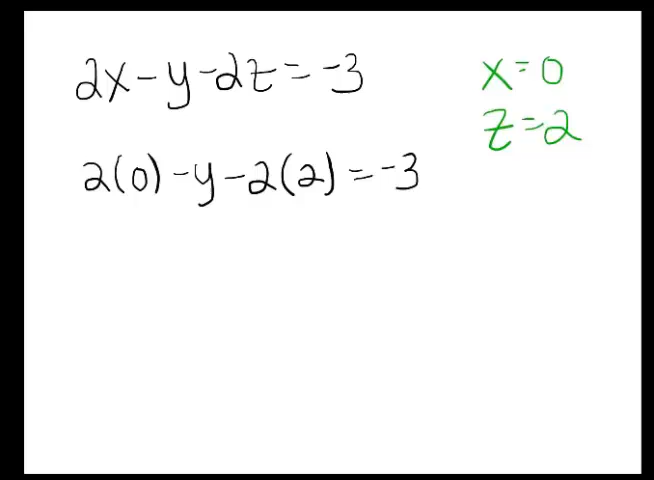 2x - y - 2z = -3
x = 0
z = 2
2(0) - y - 2(2) = -3